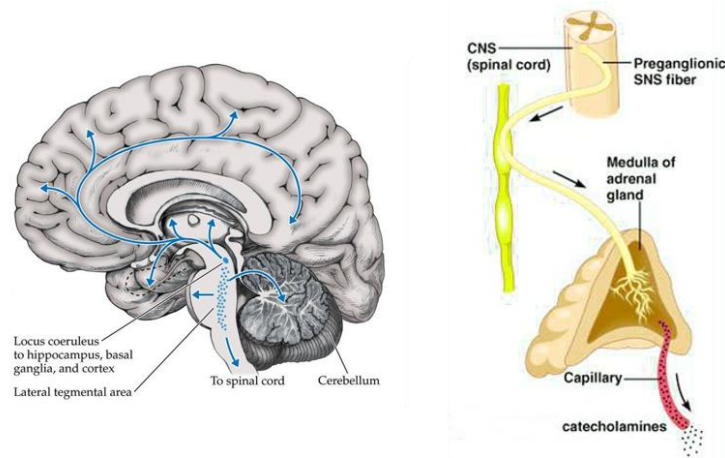 Locus coeruleus
to hippocampus, basal
ganglia, and cortex
Lateral tegmental area
To spinal cord
Cerebellum
CNS
(spinal cord)
Preganglionic
SNS fiber
Medulla of
adrenal
gland
Capillary
catecholamines